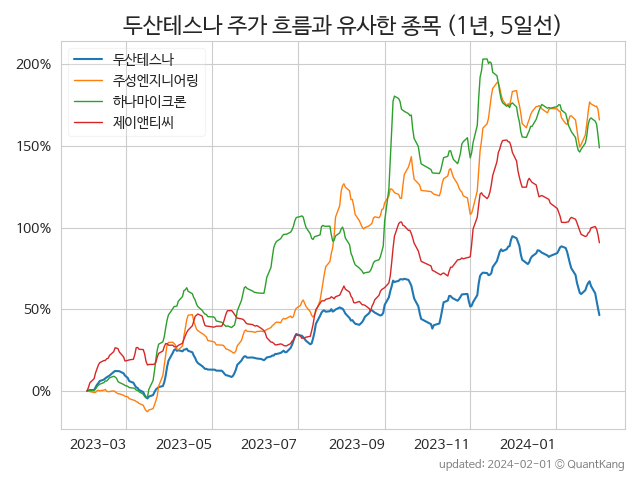 두산테스나 주가 흐름과 유사한 종목 (1년, 5일선)
두산테스나
주성엔지니어링
하나마이크론
제이앤티씨
200%
150%
100%
50%
0%
2023-03 2023-05 2023-07 2023-09 2023-11 2024-01
updated: 2024-02-01 © QuantKang